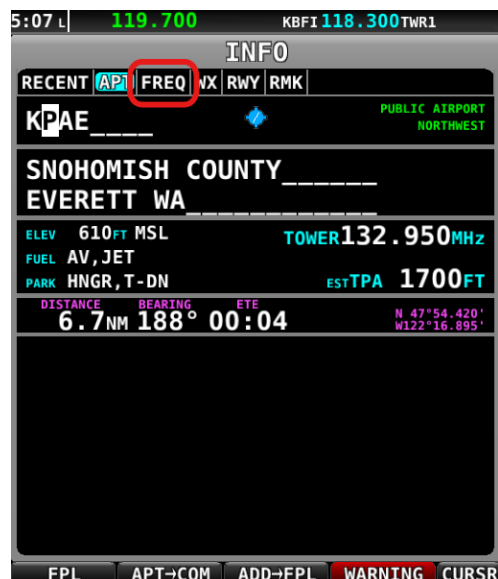 5:07 L 119.700 KBFI 118.300 TWR1
INFO
RECENT APT FREQ WX RWY RMK
KPAE____ PUBLIC AIRPORT
NORTHWEST
SNOHOMISH COUNTY______
EVERETT WA____________
ELEV 610FT MSL TOWER 132.950MHz
FUEL AV,JET
PARK HNGR,T-DN EST TPA 1700FT
DISTANCE BEARING ETE
6.7NM 188° 00:04 N 47°54.420'
W122°16.895'
FPL APT→COM ADD→FPL WARNING CURSR